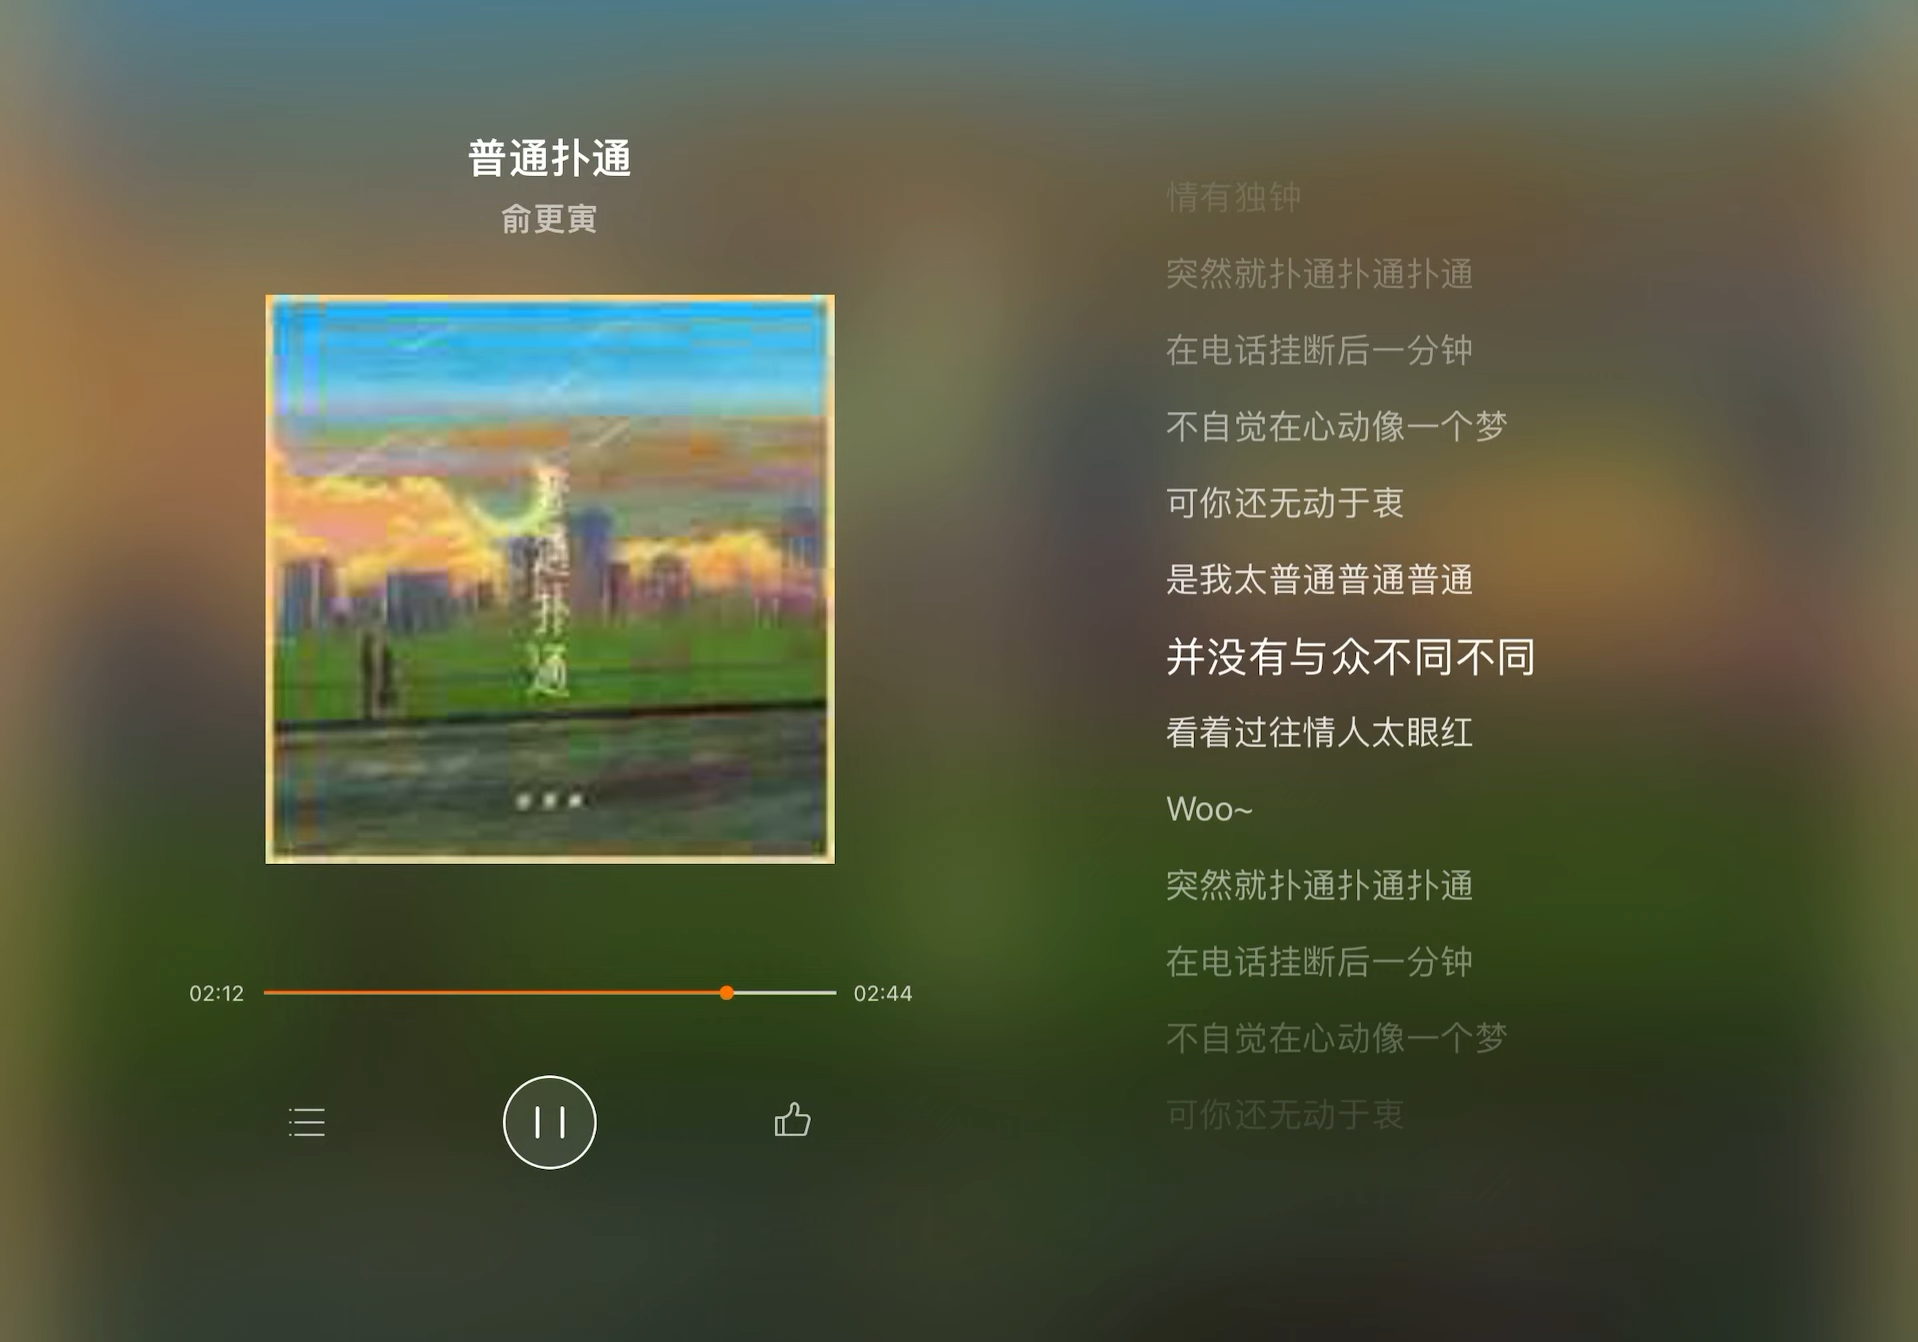 普通扑通
俞更寅
普通扑通
02:12
02:44
情有独钟
突然就扑通扑通扑通
在电话挂断后一分钟
不自觉在心动像一个梦
可你还无动于衷
是我太普通普通普通
并没有与众不同不同
看着过往情人太眼红
Woo~
突然就扑通扑通扑通
在电话挂断后一分钟
不自觉在心动像一个梦
可你还无动于衷